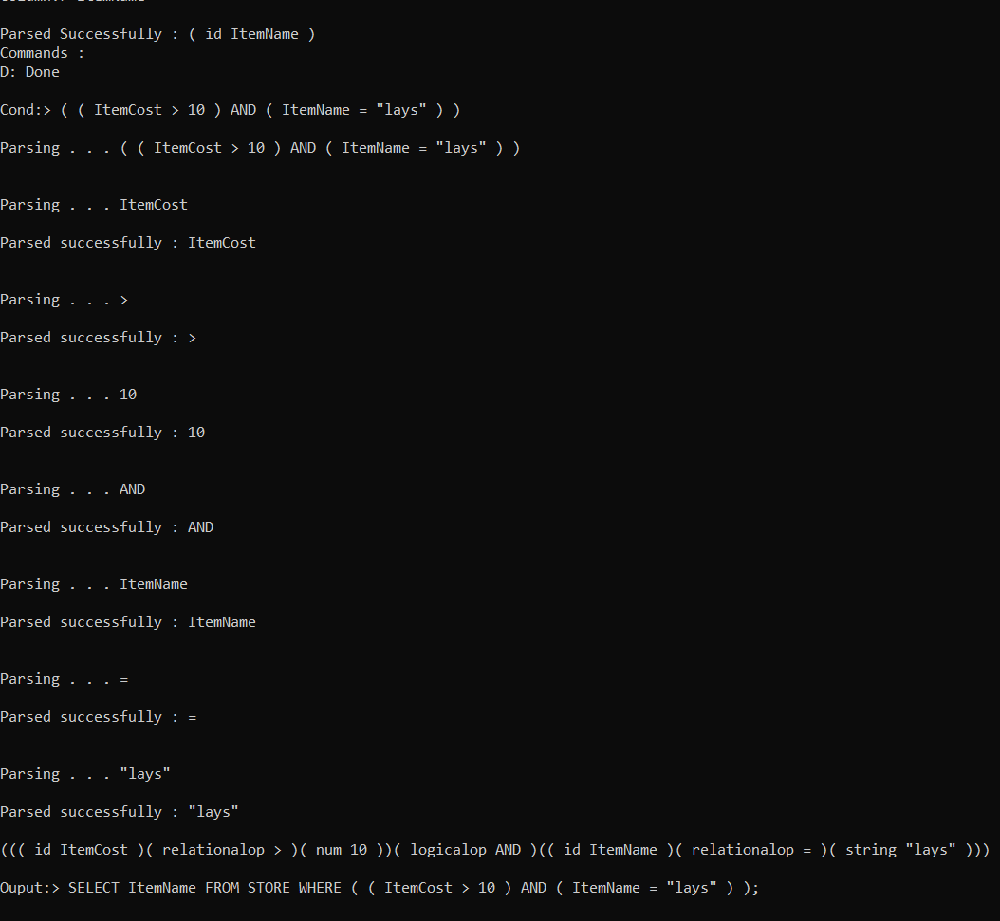 Parsed Successfully : ( id ItemName )
Commands :
D: Done
Cond:> ( ( ItemCost > 10 ) AND ( ItemName = "lays" ) )
Parsing . . . ( ( ItemCost > 10 ) AND ( ItemName = "lays" ) )
Parsing . . . ItemCost
Parsed successfully : ItemCost
Parsing . . . >
Parsed successfully : >
Parsing . . . 10
Parsed successfully : 10
Parsing . . . AND
Parsed successfully : AND
Parsing . . . ItemName
Parsed successfully : ItemName
Parsing . . . =
Parsed successfully : =
Parsing . . . "lays"
Parsed successfully : "lays"
((( id ItemCost )( relationalop > )( num 10 ))( logicalop AND )(( id ItemName )( relationalop = )( string "lays" )))
Ouput:> SELECT ItemName FROM STORE WHERE ( ( ItemCost > 10 ) AND ( ItemName = "lays" ) );